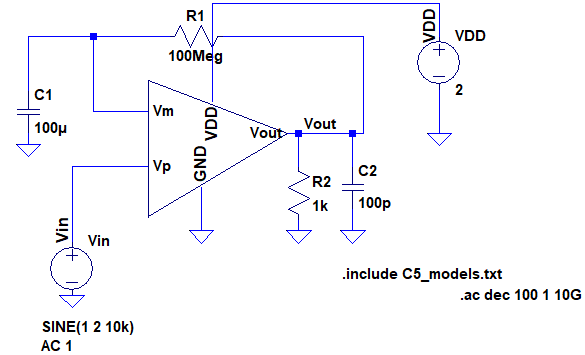 R1
100Meg
VDD
VDD
2
C1
100µ
Vm
VDD
Vout
Vout
Vp
GND
R2
1k
C2
100p
Vin
Vin
SINE(1 2 10k)
AC 1
.include C5_models.txt
.ac dec 100 1 10G